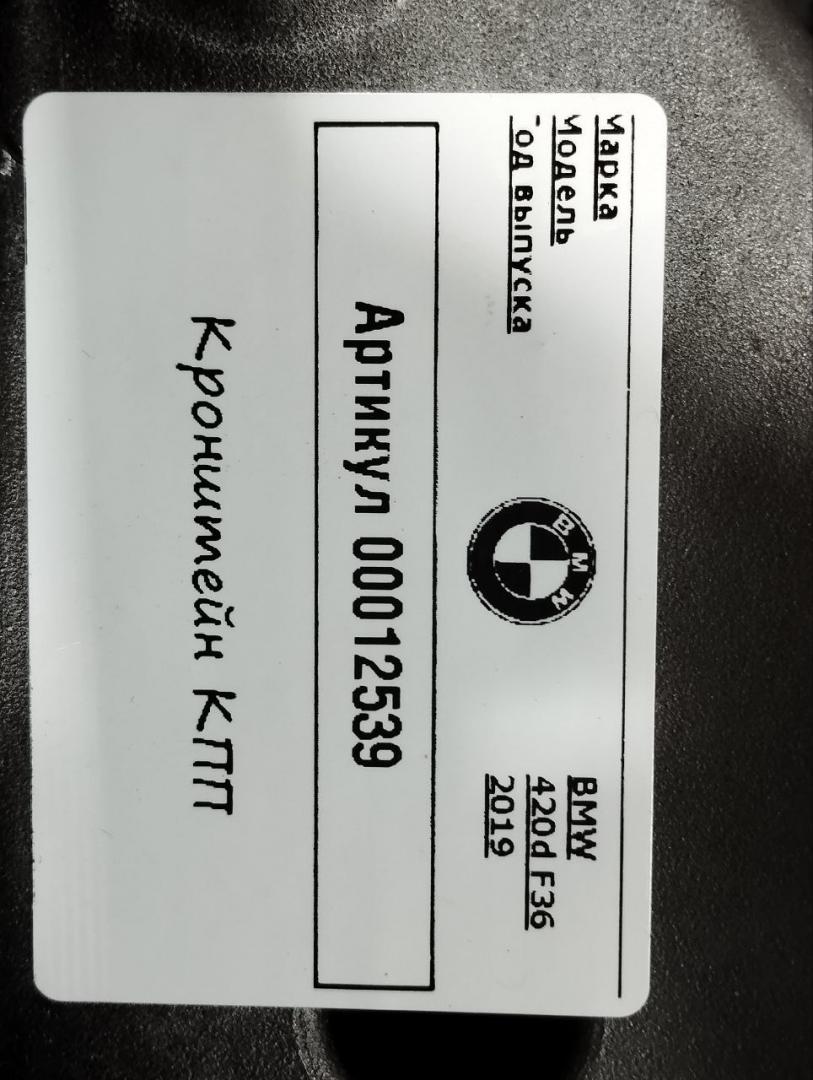 Марка
Модель
Год выпуска
BMW
BMW
420d F36
2019
Артикул 00012539
Кронштейн КПП